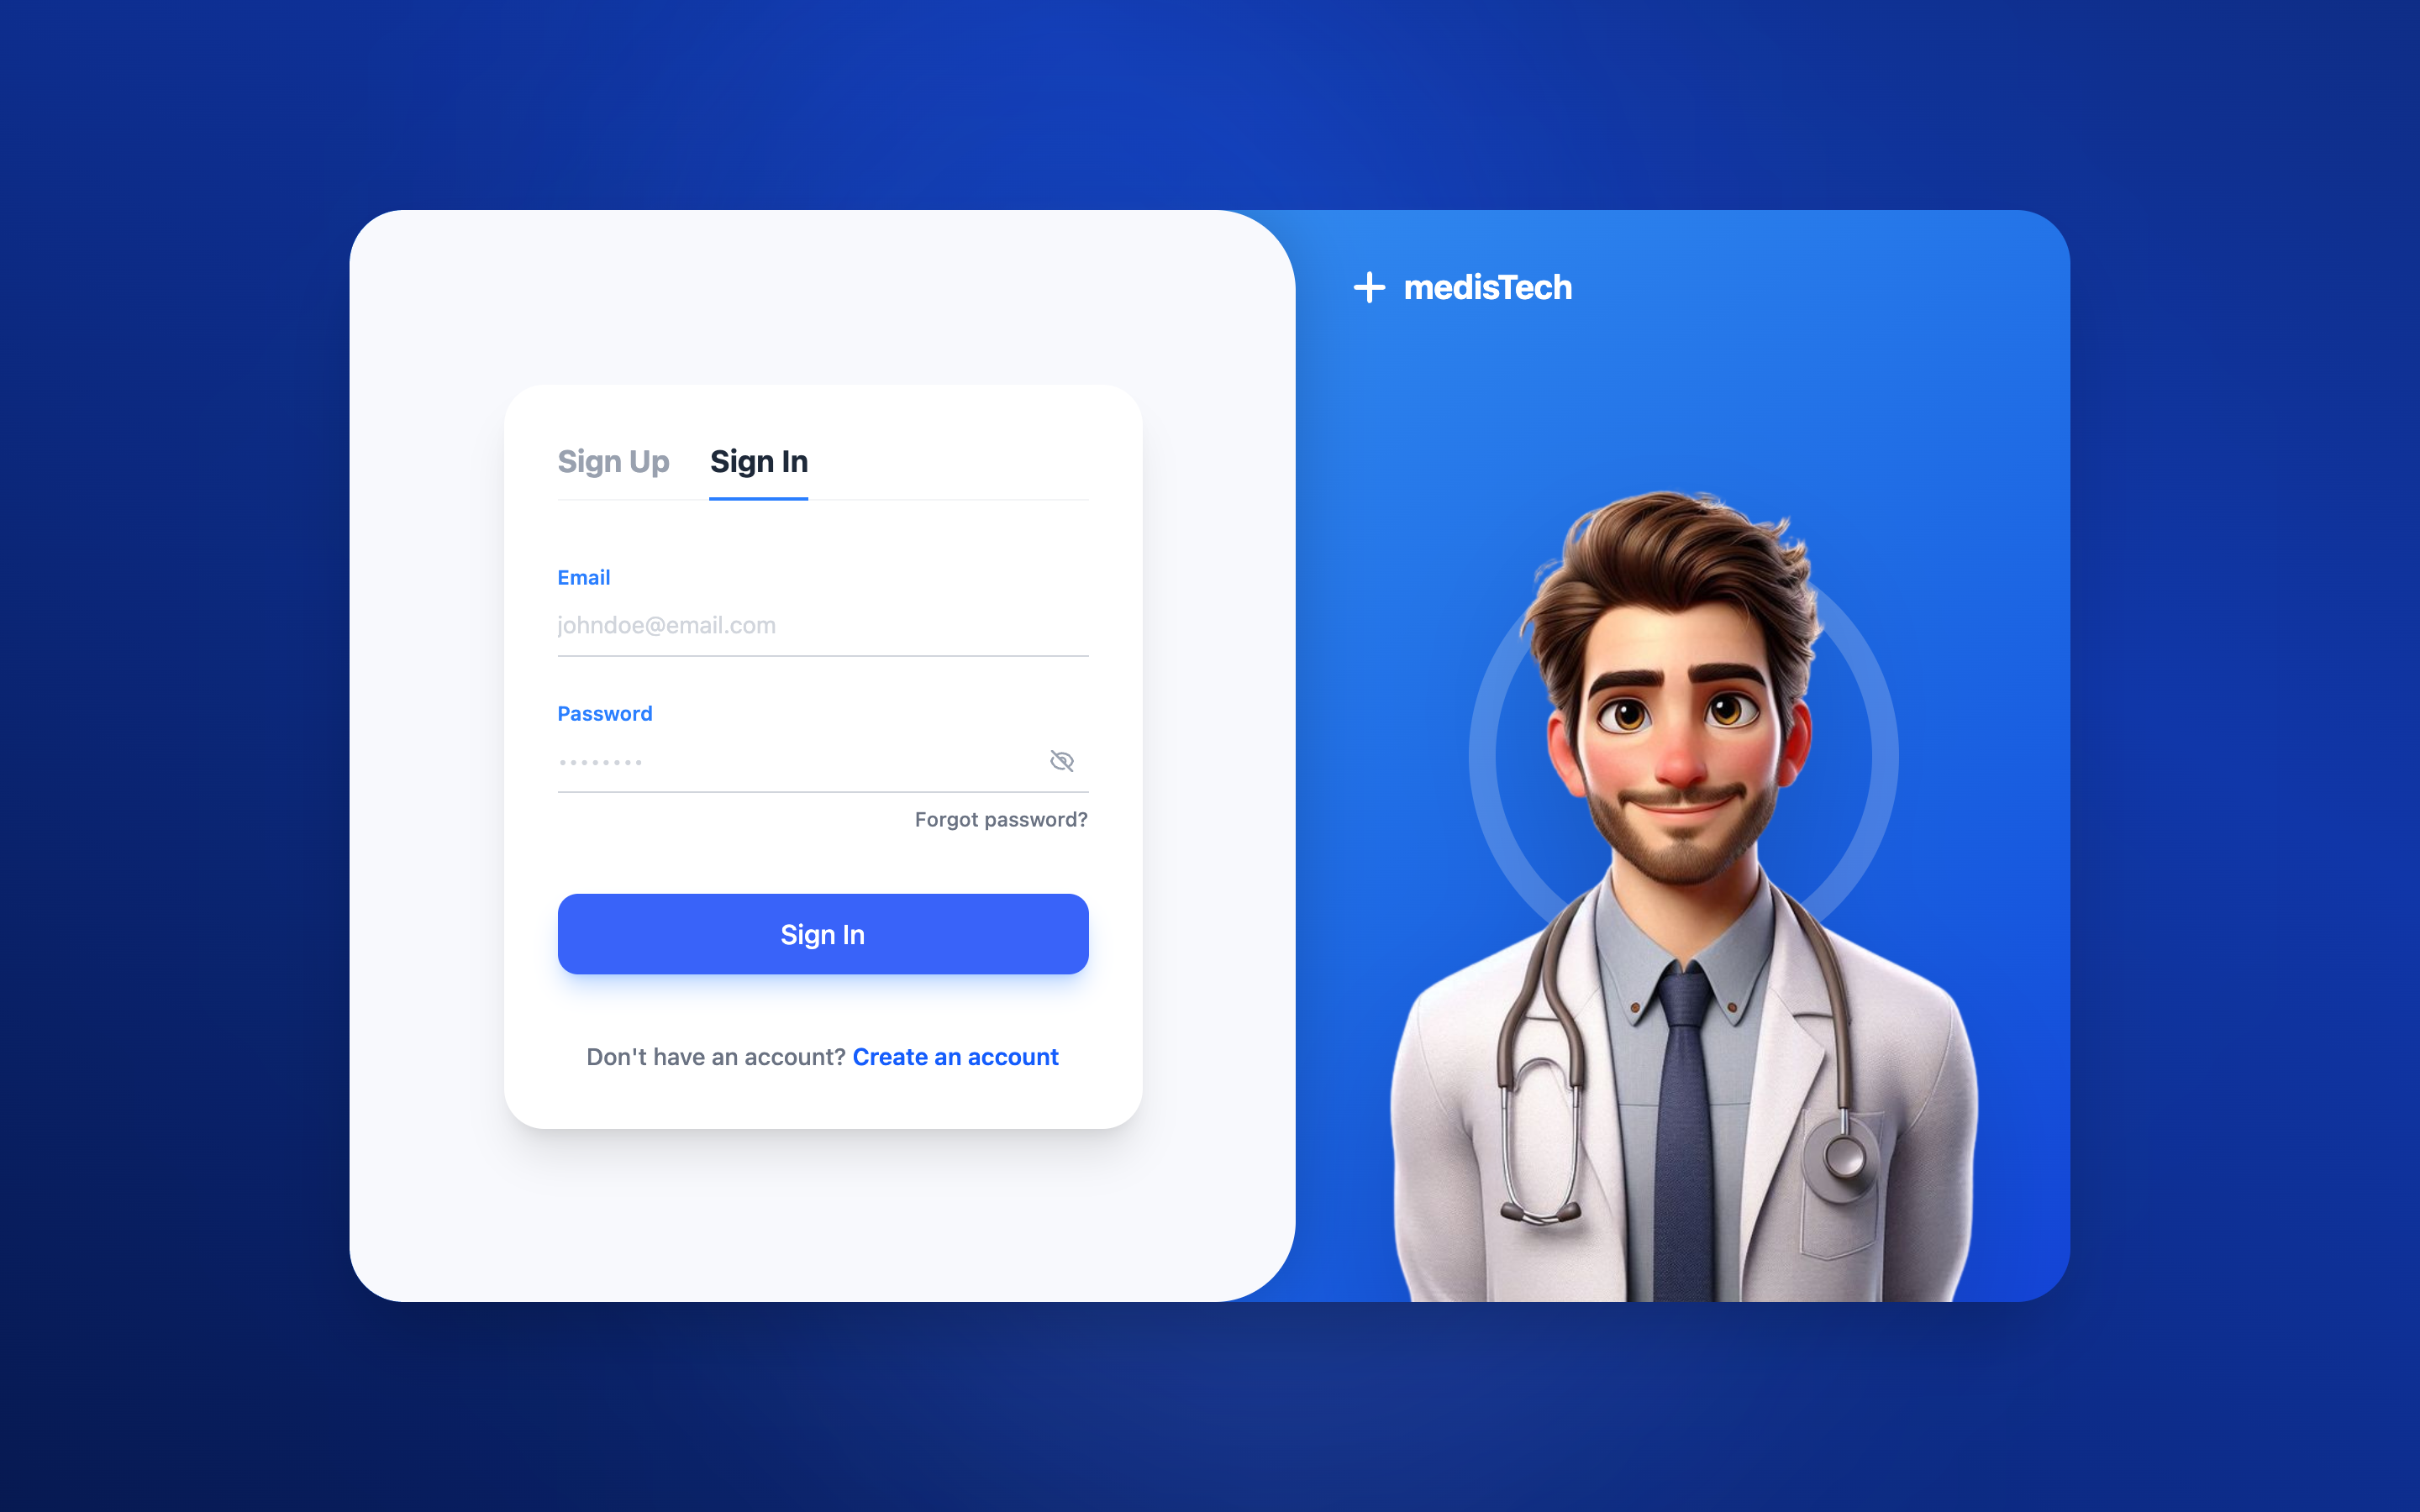 medisTech
Sign Up Sign In
Email
johndoe@email.com
Password
••••••••
Forgot password?
Sign In
Don't have an account? Create an account